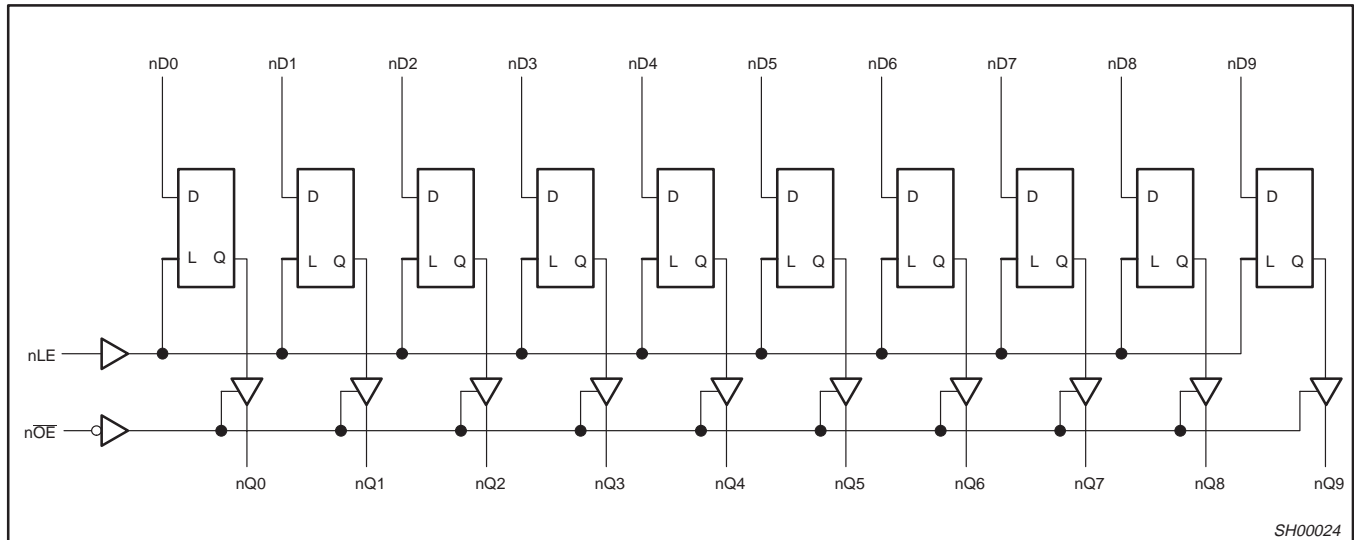 nD0 nD1 nD2 nD3 nD4 nD5 nD6 nD7 nD8 nD9
D D D D D D D D D D
L Q L Q L Q L Q L Q L Q L Q L Q L Q L Q
nLE
nO̅E̅
nQ0 nQ1 nQ2 nQ3 nQ4 nQ5 nQ6 nQ7 nQ8 nQ9
SH00024